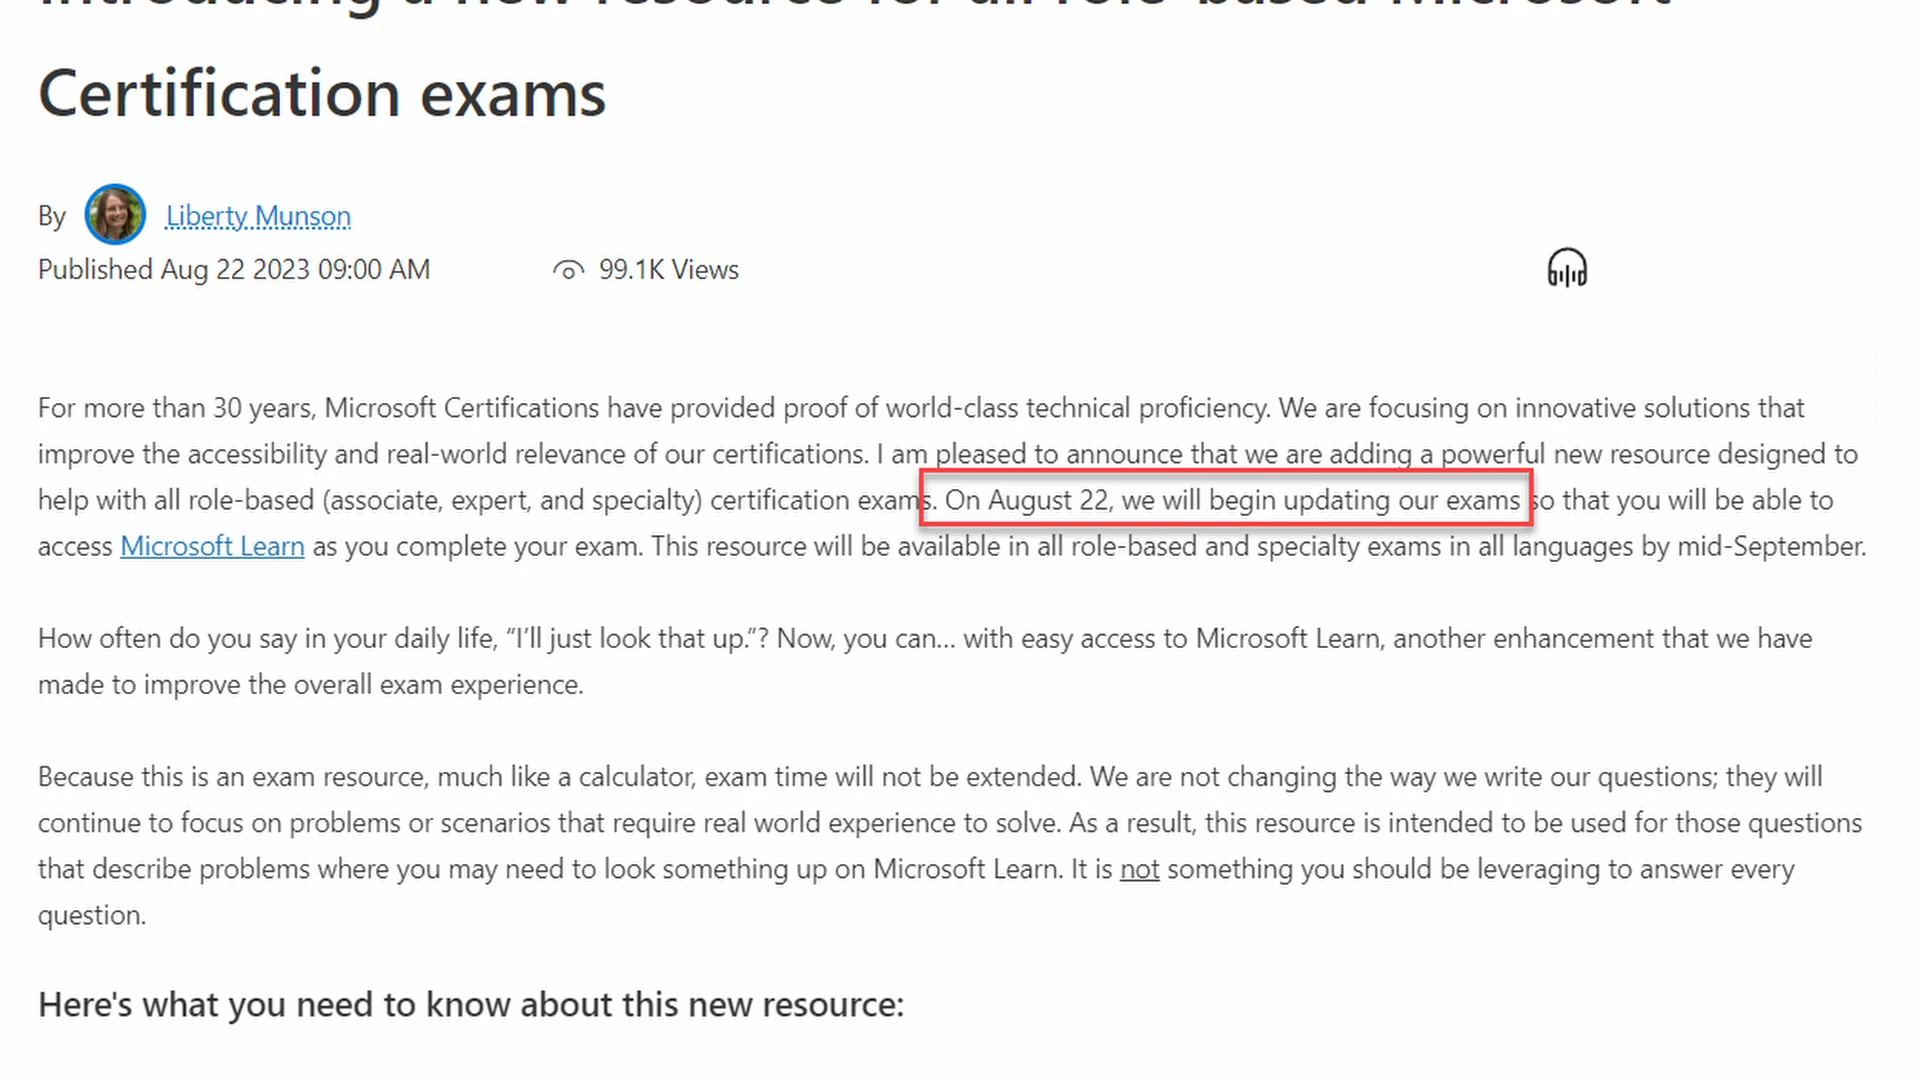 Introducing a new resource for all role-based Microsoft
Certification exams
By Liberty Munson
Published Aug 22 2023 09:00 AM 99.1K Views
For more than 30 years, Microsoft Certifications have provided proof of world-class technical proficiency. We are focusing on innovative solutions that
improve the accessibility and real-world relevance of our certifications. I am pleased to announce that we are adding a powerful new resource designed to
help with all role-based (associate, expert, and specialty) certification exams. On August 22, we will begin updating our exams so that you will be able to
access Microsoft Learn as you complete your exam. This resource will be available in all role-based and specialty exams in all languages by mid-September.
How often do you say in your daily life, “I’ll just look that up.”? Now, you can... with easy access to Microsoft Learn, another enhancement that we have
made to improve the overall exam experience.
Because this is an exam resource, much like a calculator, exam time will not be extended. We are not changing the way we write our questions; they will
continue to focus on problems or scenarios that require real world experience to solve. As a result, this resource is intended to be used for those questions
that describe problems where you may need to look something up on Microsoft Learn. It is not something you should be leveraging to answer every
question.
Here's what you need to know about this new resource: